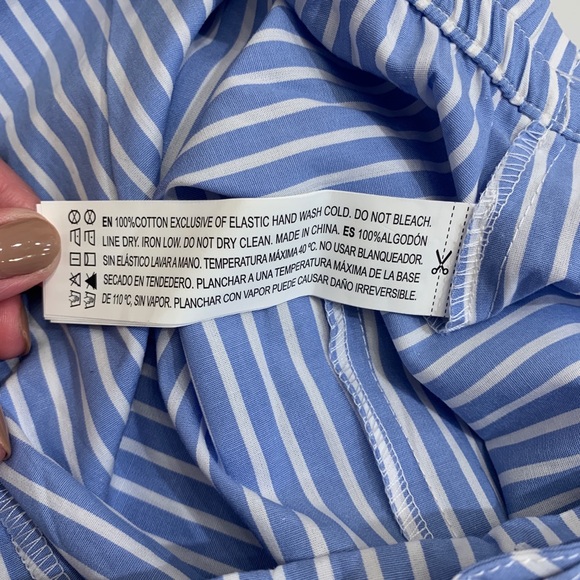 EN 100%COTTON EXCLUSIVE OF ELASTIC HAND WASH COLD. DO NOT BLEACH.
LINE DRY. IRON LOW. DO NOT DRY CLEAN. MADE IN CHINA. ES 100%ALGODÓN
SIN ELÁSTICO LAVAR A MANO. TEMPERATURA MÁXIMA 40 ºC. NO USAR BLANQUEADOR.
SECADO EN TENDEDERO. PLANCHAR A UNA TEMPERATURA MÁXIMA DE LA BASE
DE 110 ºC, SIN VAPOR. PLANCHAR CON VAPOR PUEDE CAUSAR DAÑO IRREVERSIBLE.